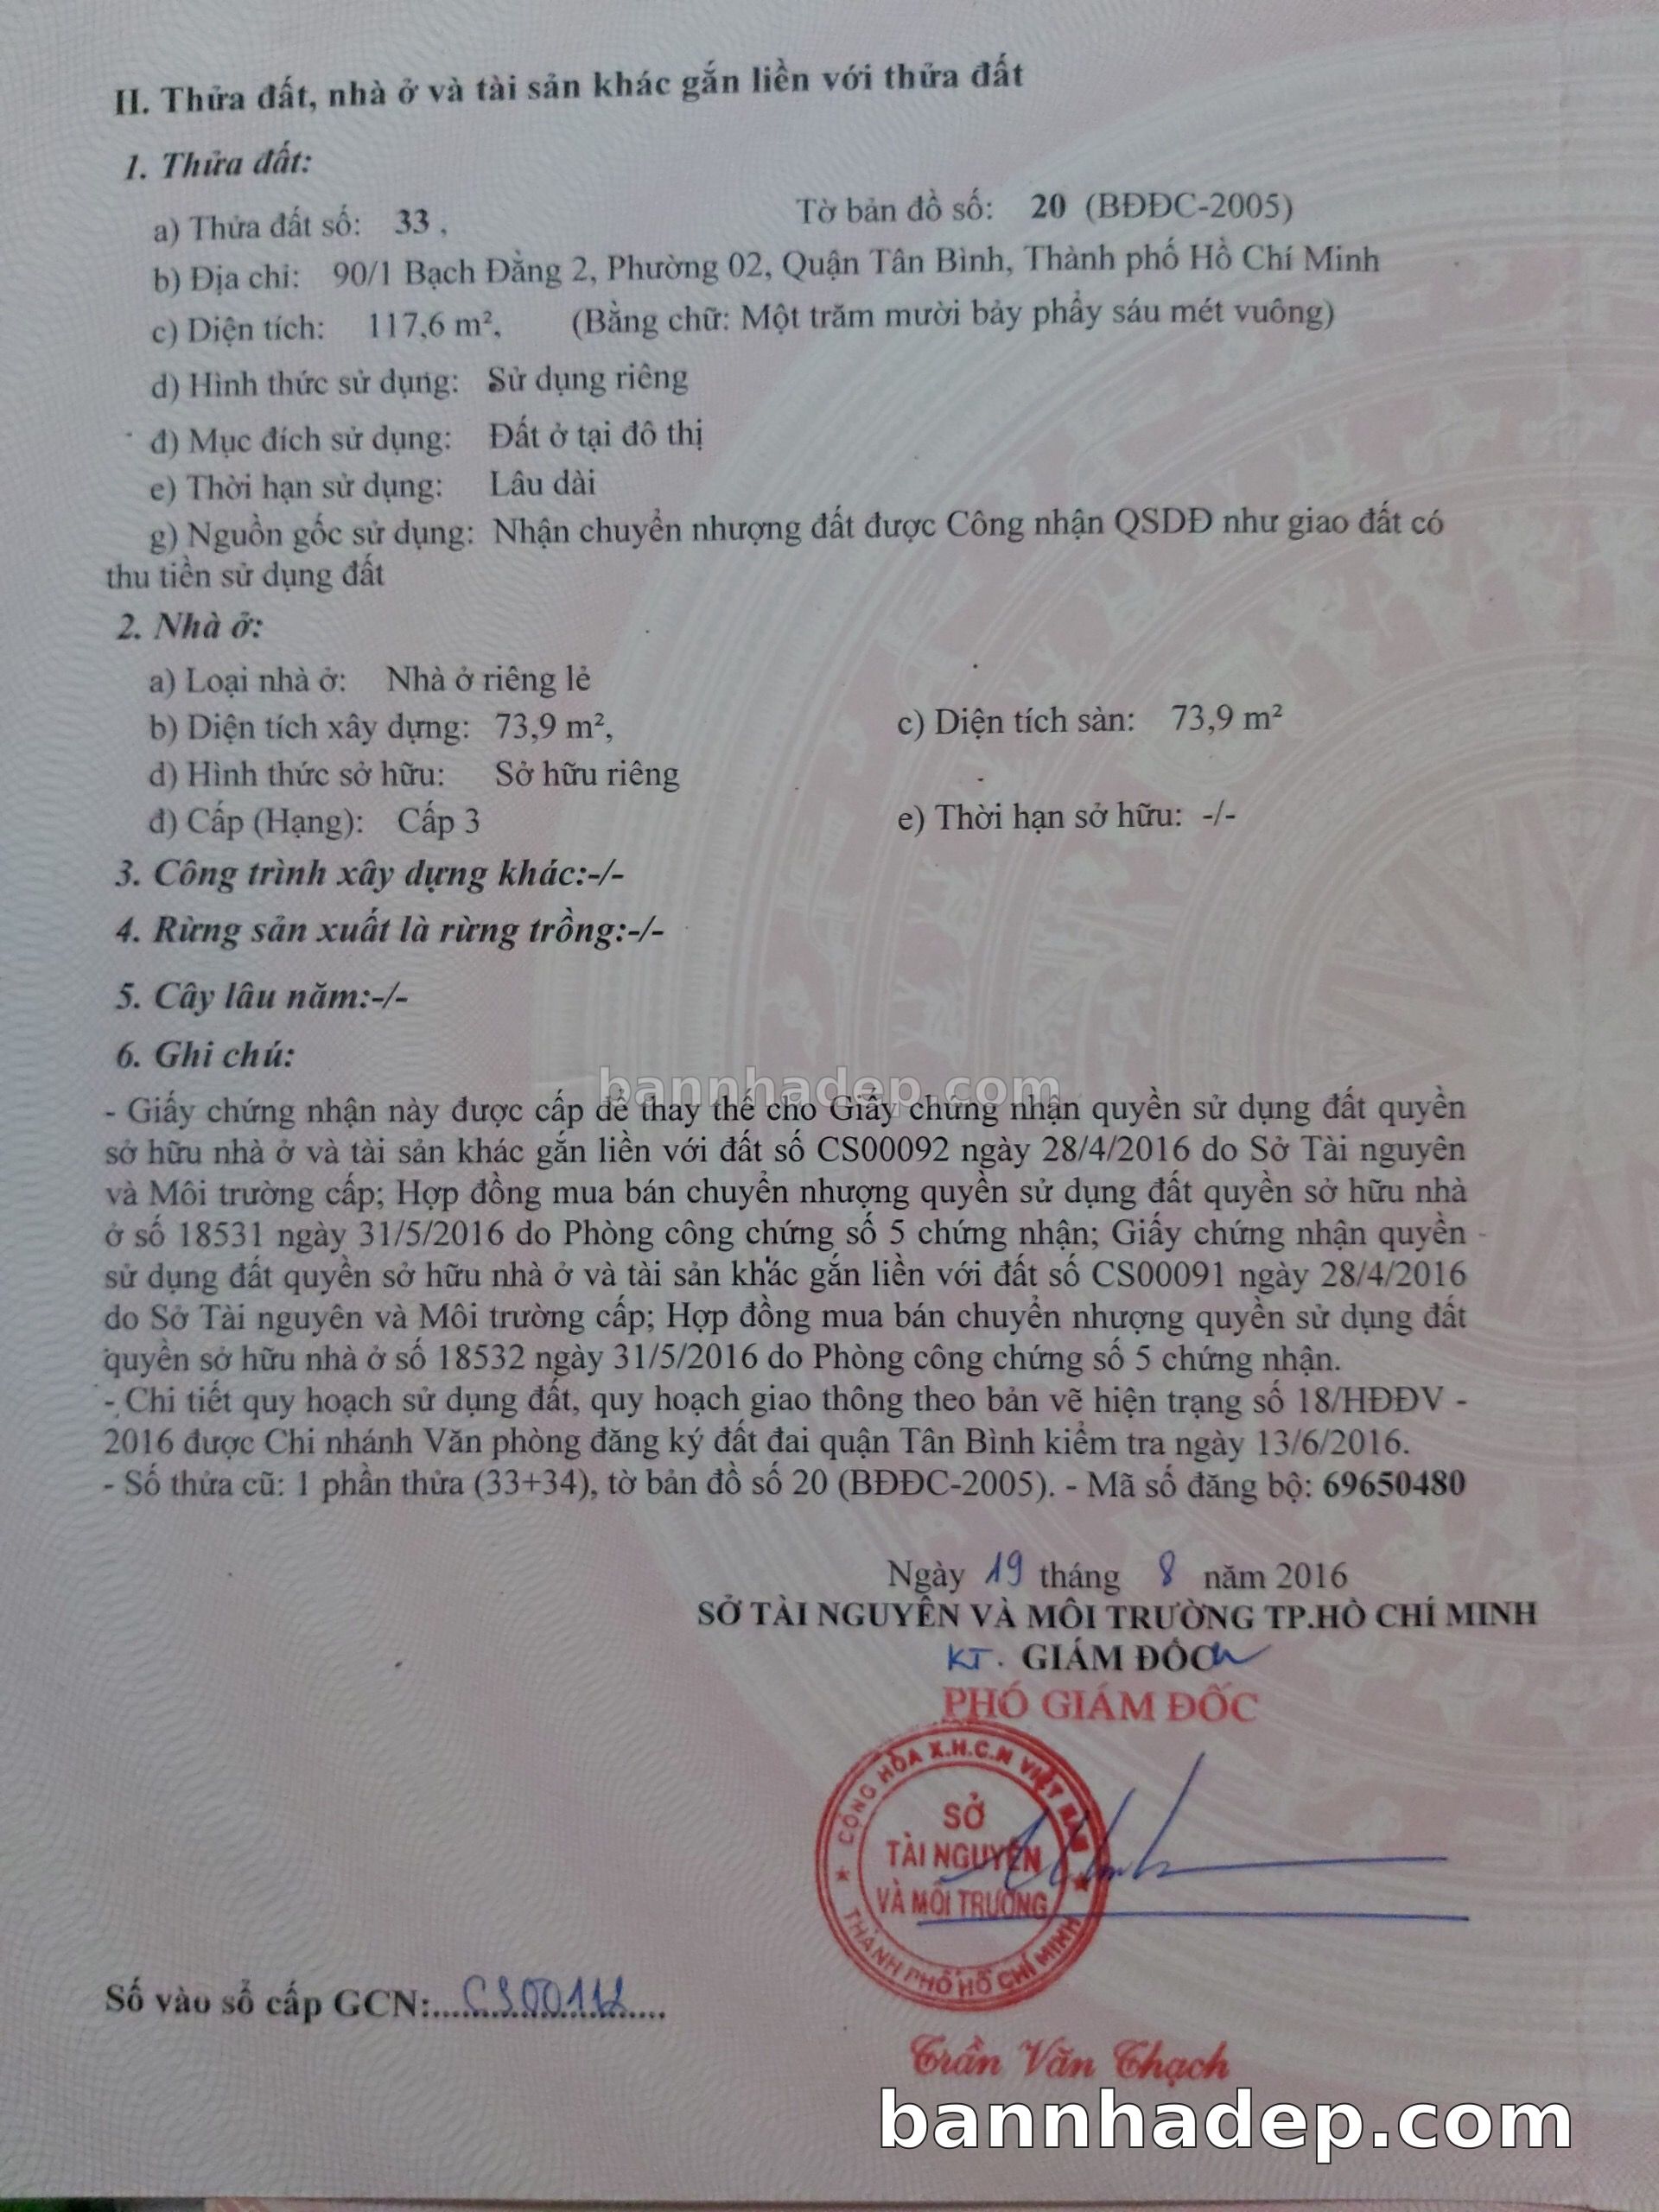 II. Thửa đất, nhà ở và tài sản khác gắn liền với thửa đất
1. Thửa đất:
a) Thửa đất số: 33 , Tờ bản đồ số: 20 (BĐĐC-2005)
b) Địa chỉ: 90/1 Bạch Đằng 2, Phường 02, Quận Tân Bình, Thành phố Hồ Chí Minh
c) Diện tích: 117,6 m², (Bằng chữ: Một trăm mười bảy phẩy sáu mét vuông)
d) Hình thức sử dụng: Sử dụng riêng
đ) Mục đích sử dụng: Đất ở tại đô thị
e) Thời hạn sử dụng: Lâu dài
g) Nguồn gốc sử dụng: Nhận chuyển nhượng đất được Công nhận QSDĐ như giao đất có
thu tiền sử dụng đất
2. Nhà ở:
a) Loại nhà ở: Nhà ở riêng lẻ
b) Diện tích xây dựng: 73,9 m², c) Diện tích sàn: 73,9 m²
d) Hình thức sở hữu: Sở hữu riêng
đ) Cấp (Hạng): Cấp 3 e) Thời hạn sở hữu: -/-
3. Công trình xây dựng khác:-/-
4. Rừng sản xuất là rừng trồng:-/-
5. Cây lâu năm:-/-
6. Ghi chú:
bannhadep.com
- Giấy chứng nhận này được cấp để thay thế cho Giấy chứng nhận quyền sử dụng đất quyền
sở hữu nhà ở và tài sản khác gắn liền với đất số CS00092 ngày 28/4/2016 do Sở Tài nguyên
và Môi trường cấp; Hợp đồng mua bán chuyển nhượng quyền sử dụng đất quyền sở hữu nhà
ở số 18531 ngày 31/5/2016 do Phòng công chứng số 5 chứng nhận; Giấy chứng nhận quyền
sử dụng đất quyền sở hữu nhà ở và tài sản khác gắn liền với đất số CS00091 ngày 28/4/2016
do Sở Tài nguyên và Môi trường cấp; Hợp đồng mua bán chuyển nhượng quyền sử dụng đất
quyền sở hữu nhà ở số 18532 ngày 31/5/2016 do Phòng công chứng số 5 chứng nhận.
- Chi tiết quy hoạch sử dụng đất, quy hoạch giao thông theo bản vẽ hiện trạng số 18/HĐĐV -
2016 được Chi nhánh Văn phòng đăng ký đất đai quận Tân Bình kiểm tra ngày 13/6/2016.
- Số thửa cũ: 1 phần thửa (33+34), tờ bản đồ số 20 (BĐĐC-2005). - Mã số đăng bộ: 69650480
Ngày 19 tháng 8 năm 2016
SỞ TÀI NGUYÊN VÀ MÔI TRƯỜNG TP.HỒ CHÍ MINH
KT. GIÁM ĐỐC
PHÓ GIÁM ĐỐC
CỘNG HÒA X.H.C.N VIỆT NAM
SỞ
TÀI NGUYÊN
VÀ MÔI TRƯỜNG
THÀNH PHỐ HỒ CHÍ MINH
Số vào sổ cấp GCN:....CS00112....
Trần Văn Thạch
bannhadep.com